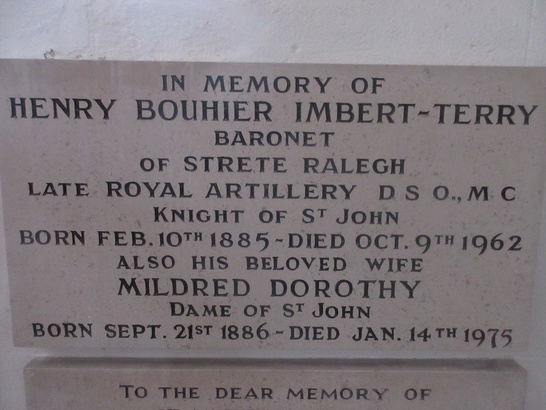 IN MEMORY OF
HENRY BOUHIER IMBERT-TERRY
BARONET
OF STRETE RALEGH
LATE ROYAL ARTILLERY D S O., M C
KNIGHT OF ST JOHN
BORN FEB. 10TH 1885 - DIED OCT. 9TH 1962
ALSO HIS BELOVED WIFE
MILDRED DOROTHY
DAME OF ST JOHN
BORN SEPT. 21ST 1886 - DIED JAN. 14TH 1975
TO THE DEAR MEMORY OF